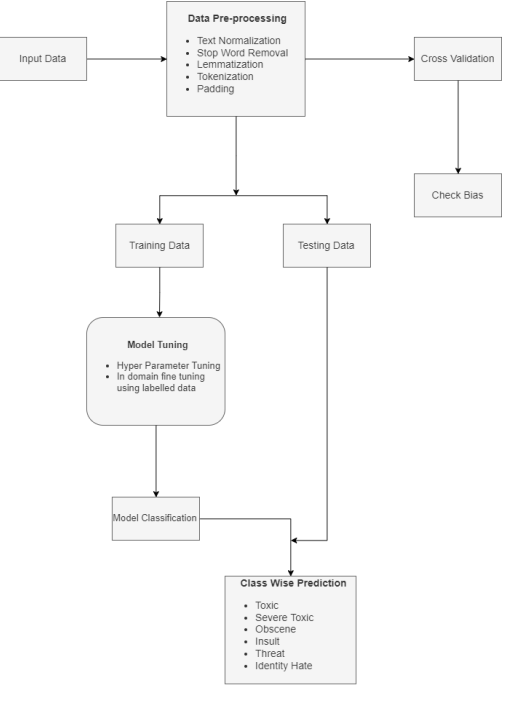 Data Pre-processing
• Text Normalization
• Stop Word Removal
• Lemmatization
• Tokenization
• Padding
Input Data
Cross Validation
Check Bias
Training Data
Testing Data
Model Tuning
• Hyper Parameter Tuning
• In domain fine tuning
using labelled data
Model Classification
Class Wise Prediction
• Toxic
• Severe Toxic
• Obscene
• Insult
• Threat
• Identity Hate